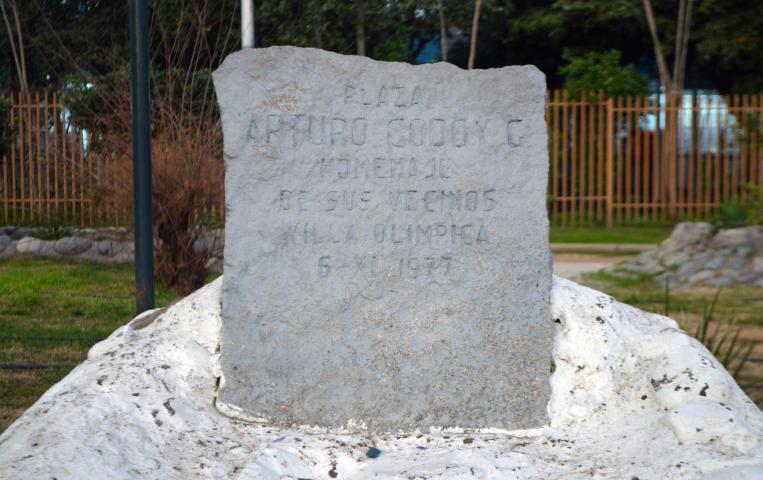 PLAZA
ARTURO GODOY G
HOMENAJE
DE SUS VECINOS
VILLA OLIMPICA
6-XI-1977